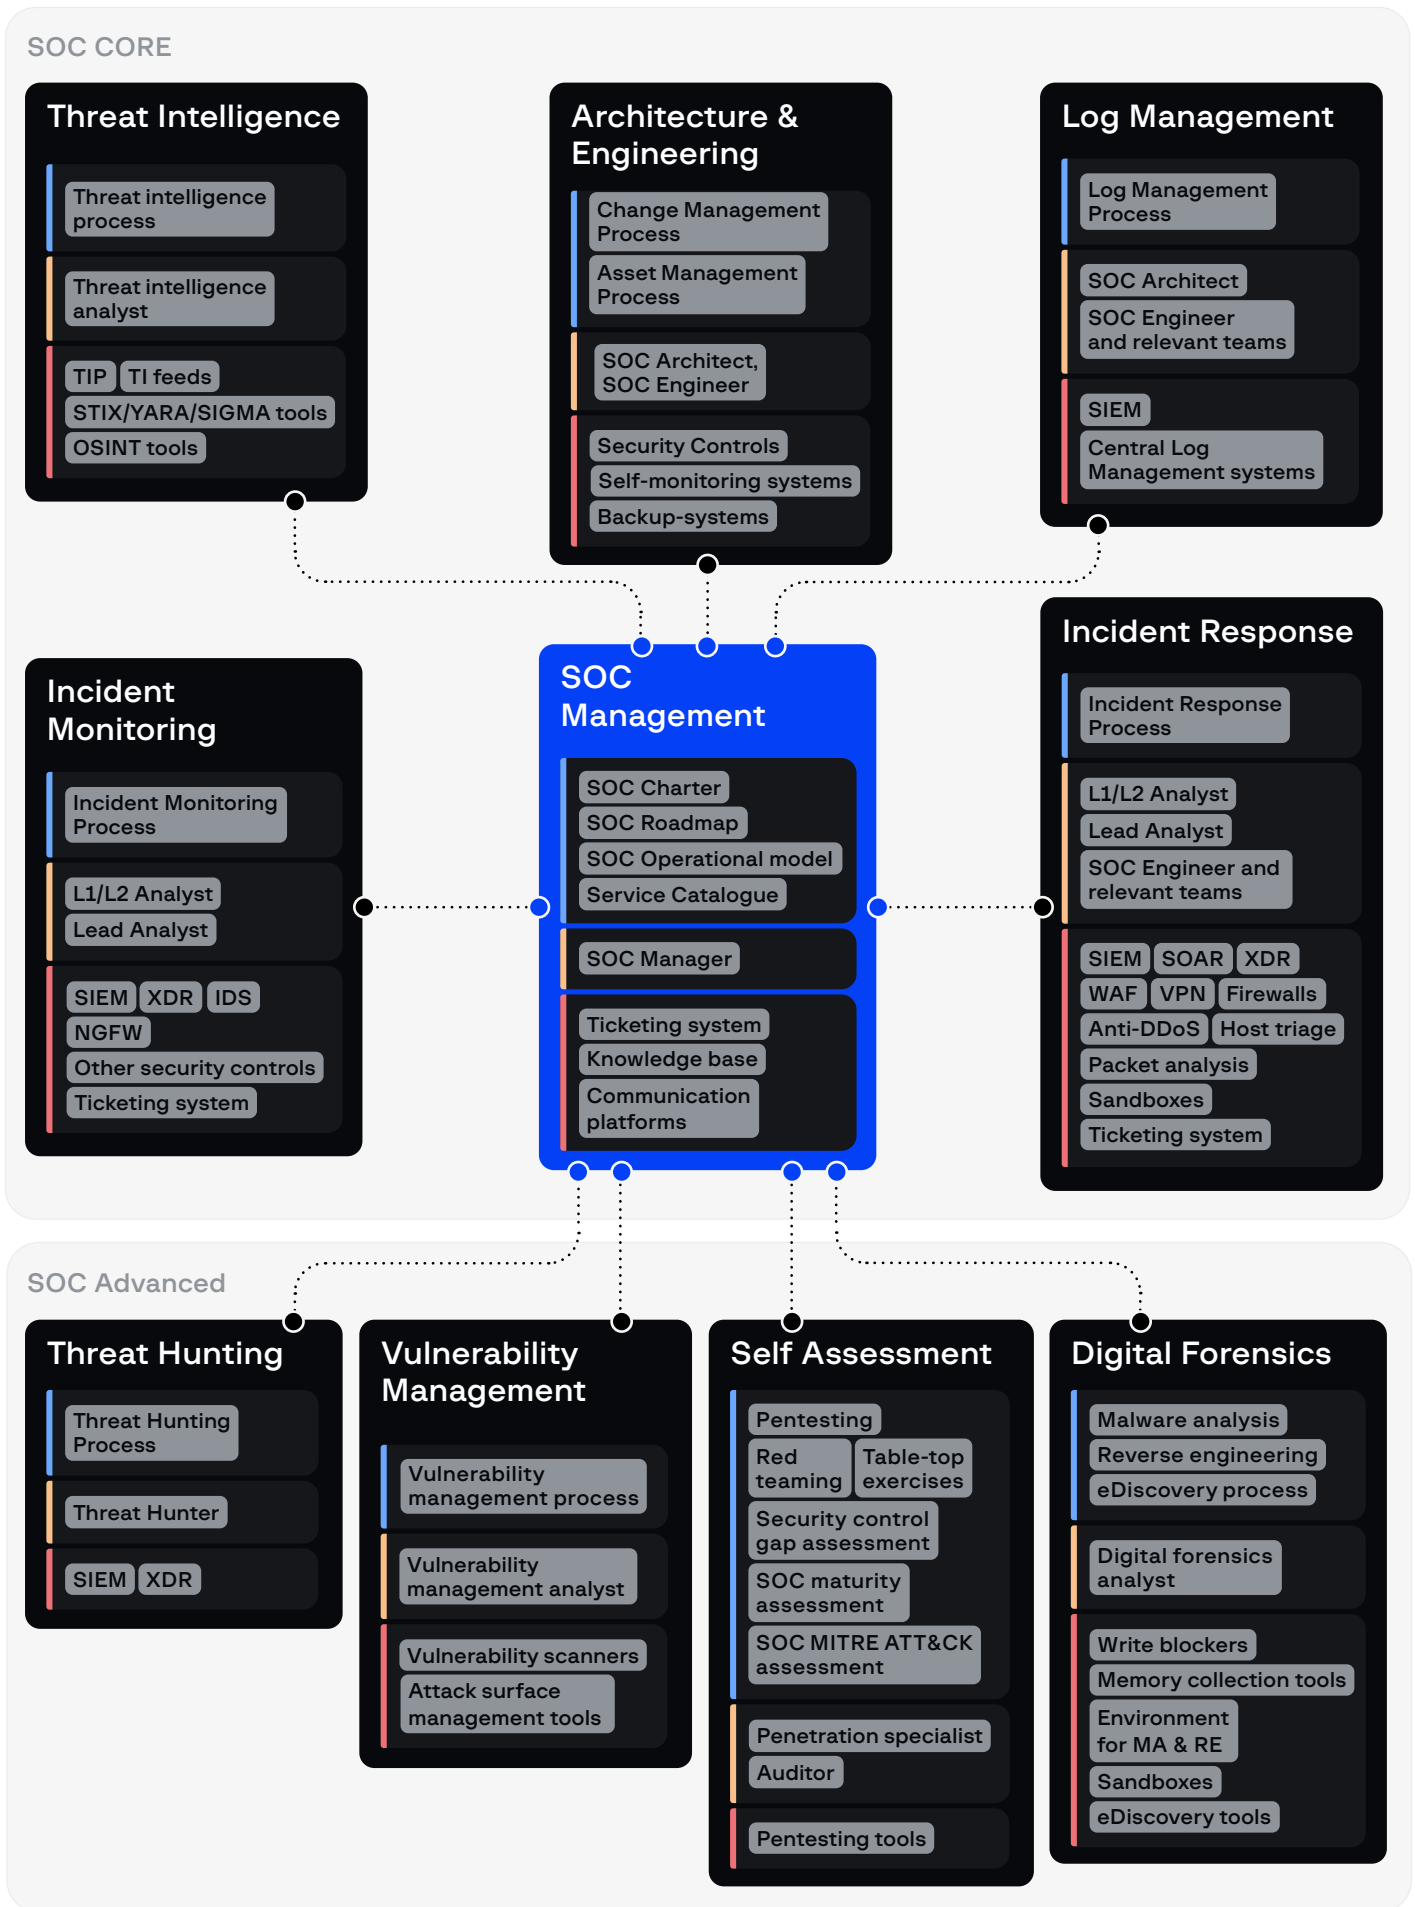 SOC CORE
Threat Intelligence
Threat intelligence
process
Threat intelligence
analyst
TIP TI feeds
STIX/YARA/SIGMA tools
OSINT tools
Architecture &
Engineering
Change Management
Process
Asset Management
Process
SOC Architect,
SOC Engineer
Security Controls
Self-monitoring systems
Backup-systems
Log Management
Log Management
Process
SOC Architect
SOC Engineer
and relevant teams
SIEM
Central Log
Management systems
Incident
Monitoring
Incident Monitoring
Process
L1/L2 Analyst
Lead Analyst
SIEM XDR IDS
NGFW
Other security controls
Ticketing system
SOC
Management
SOC Charter
SOC Roadmap
SOC Operational model
Service Catalogue
SOC Manager
Ticketing system
Knowledge base
Communication
platforms
Incident Response
Incident Response
Process
L1/L2 Analyst
Lead Analyst
SOC Engineer and
relevant teams
SIEM SOAR XDR
WAF VPN Firewalls
Anti-DDoS Host triage
Packet analysis
Sandboxes
Ticketing system
SOC Advanced
Threat Hunting
Threat Hunting
Process
Threat Hunter
SIEM XDR
Vulnerability
Management
Vulnerability
management process
Vulnerability
management analyst
Vulnerability scanners
Attack surface
management tools
Self Assessment
Pentesting
Red
teaming
Table-top
exercises
Security control
gap assessment
SOC maturity
assessment
SOC MITRE ATT&CK
assessment
Penetration specialist
Auditor
Pentesting tools
Digital Forensics
Malware analysis
Reverse engineering
eDiscovery process
Digital forensics
analyst
Write blockers
Memory collection tools
Environment
for MA & RE
Sandboxes
eDiscovery tools